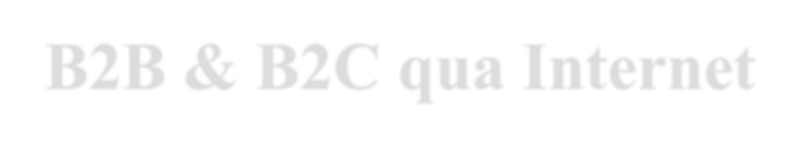 B2B & B2C qua Internet